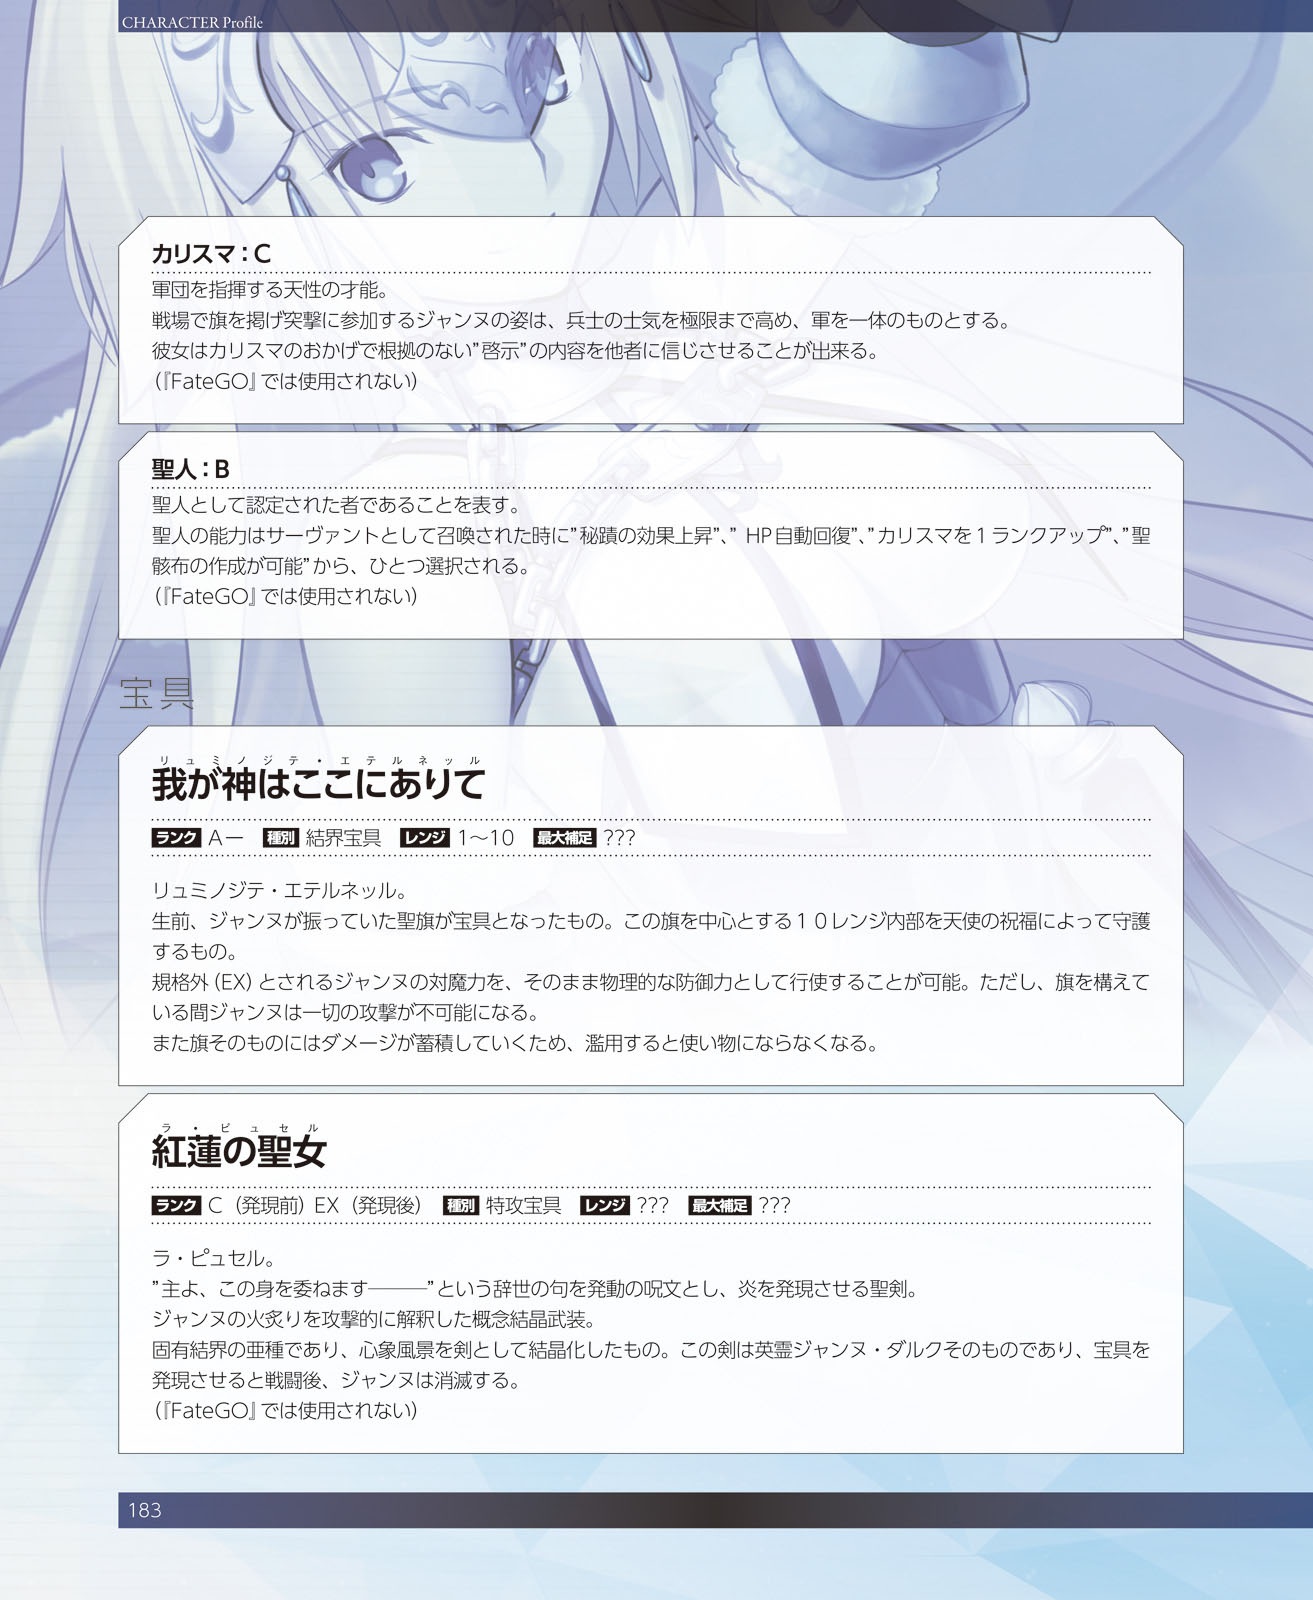 CHARACTER Profile
カリスマ：C
軍団を指揮する天性の才能。
戦場で旗を掲げ突撃に参加するジャンヌの姿は、兵士の士気を極限まで高め、軍を一体のものとする。
彼女はカリスマのおかげで根拠のない”啓示”の内容を他者に信じさせることが出来る。
（『FateGO』では使用されない）
聖人：B
聖人として認定された者であることを表す。
聖人の能力はサーヴァントとして召喚された時に”秘蹟の効果上昇”、” HP自動回復”、”カリスマを１ランクアップ”、”聖
骸布の作成が可能”から、ひとつ選択される。
（『FateGO』では使用されない）
宝具
リュミノジテ・エテルネッル
我が神はここにありて
ランク A－ 種別 結界宝具 レンジ 1～10 最大補足 ???
リュミノジテ・エテルネッル。
生前、ジャンヌが振っていた聖旗が宝具となったもの。この旗を中心とする１０レンジ内部を天使の祝福によって守護
するもの。
規格外（EX）とされるジャンヌの対魔力を、そのまま物理的な防御力として行使することが可能。ただし、旗を構えて
いる間ジャンヌは一切の攻撃が不可能になる。
また旗そのものにはダメージが蓄積していくため、濫用すると使い物にならなくなる。
ラ・ピュセル
紅蓮の聖女
ランク C（発現前）EX（発現後） 種別 特攻宝具 レンジ ??? 最大補足 ???
ラ・ピュセル。
”主よ、この身を委ねます―――”という辞世の句を発動の呪文とし、炎を発現させる聖剣。
ジャンヌの火炙りを攻撃的に解釈した概念結晶武装。
固有結界の亜種であり、心象風景を剣として結晶化したもの。この剣は英霊ジャンヌ・ダルクそのものであり、宝具を
発現させると戦闘後、ジャンヌは消滅する。
（『FateGO』では使用されない）
183